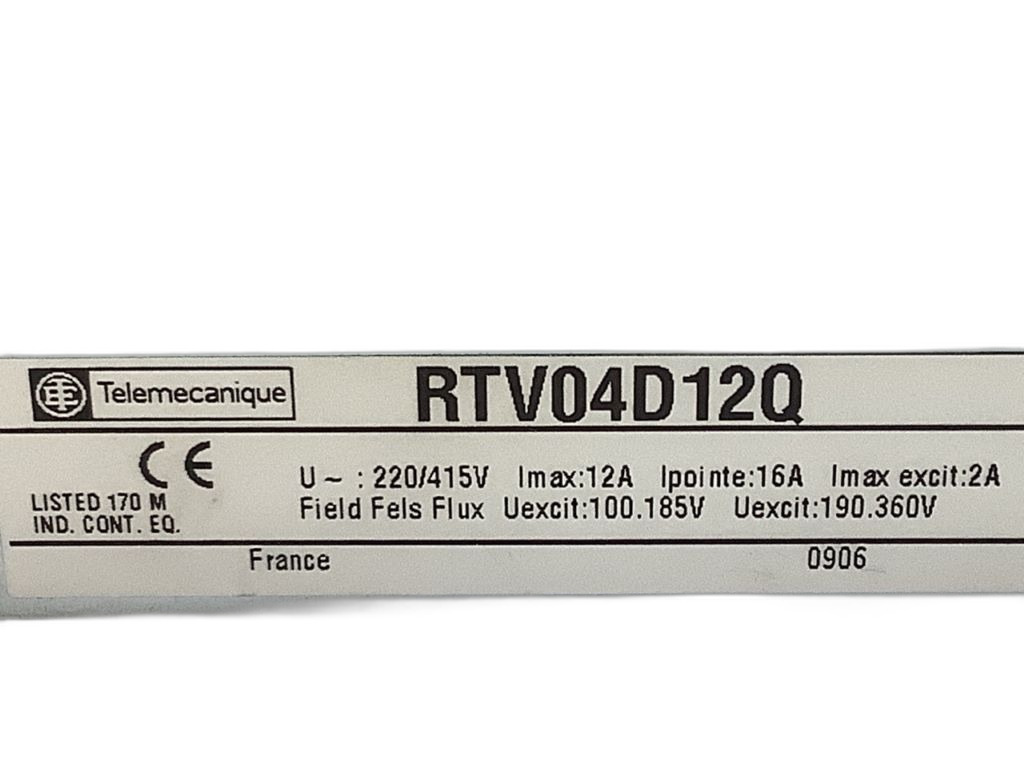 Telemecanique RTV04D12Q
CE
U ~ : 220/415V Imax:12A Ipointe:16A Imax excit:2A
LISTED 170 M
IND. CONT. EQ.
Field Fels Flux Uexcit:100.185V Uexcit:190.360V
France 0906